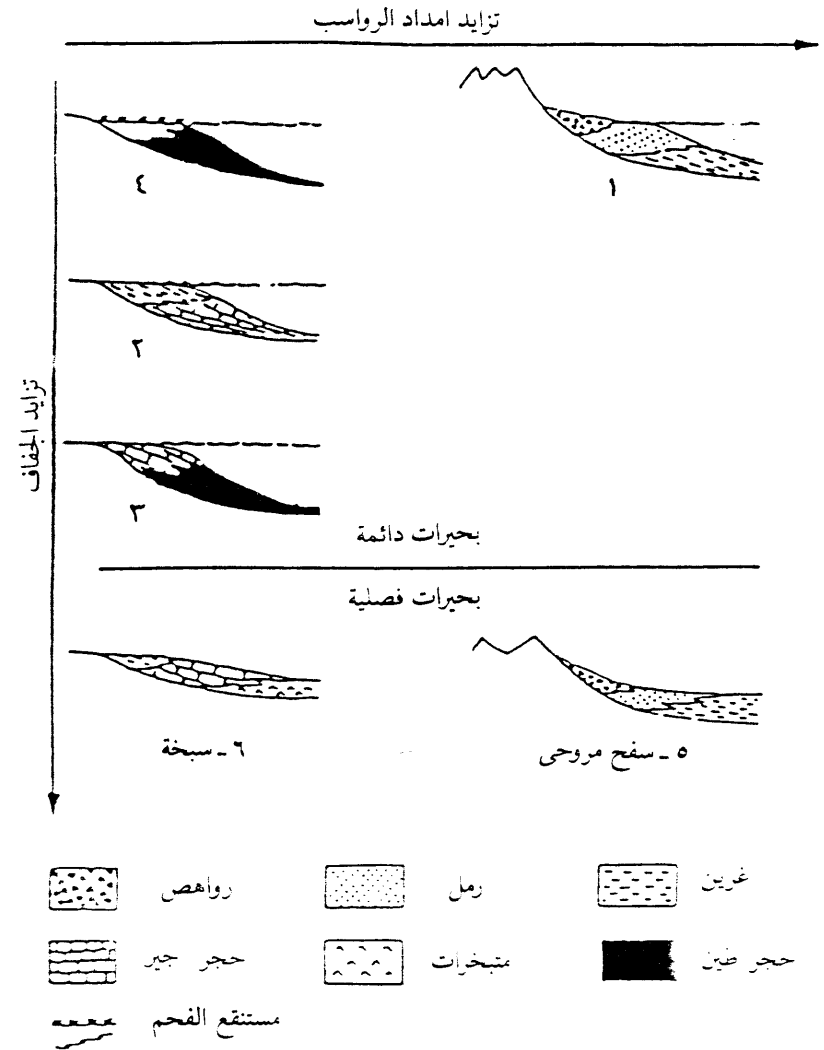 تزايد امداد الرواسب
١
٤
٢
تزايد الجفاف
٣
بحيرات دائمة
بحيرات فصلية
٥ ـ سفح مروحى
٦ ـ سبخة
غرين
رمل
رواهص
حجر طين
متبخرات
حجر جير
مستنقع الفحم